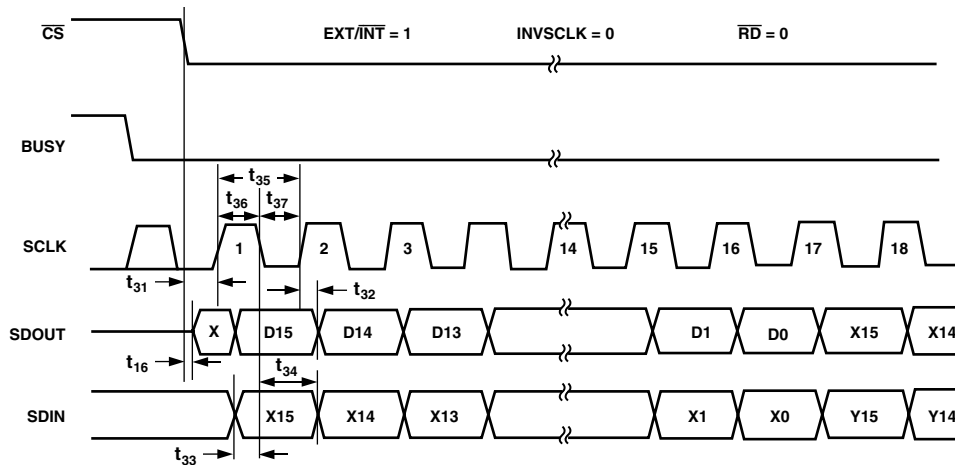 CS EXT/INT = 1 INVSCLK = 0 RD = 0
BUSY
t35
t36 t37
SCLK 1 2 3 14 15 16 17 18
t31 t32
SDOUT X D15 D14 D13 D1 D0 X15 X14
t16 t34
SDIN X15 X14 X13 X1 X0 Y15 Y14
t33